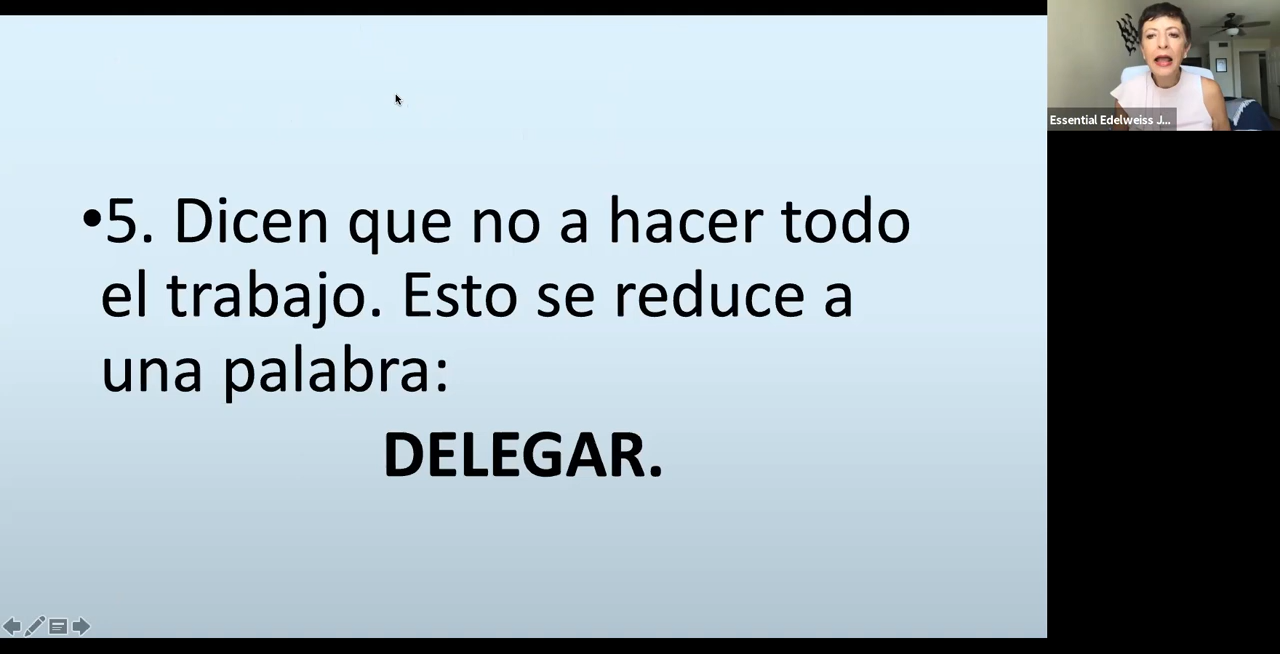 •5. Dicen que no a hacer todo
el trabajo. Esto se reduce a
una palabra:
DELEGAR.
Essential Edelweiss J...